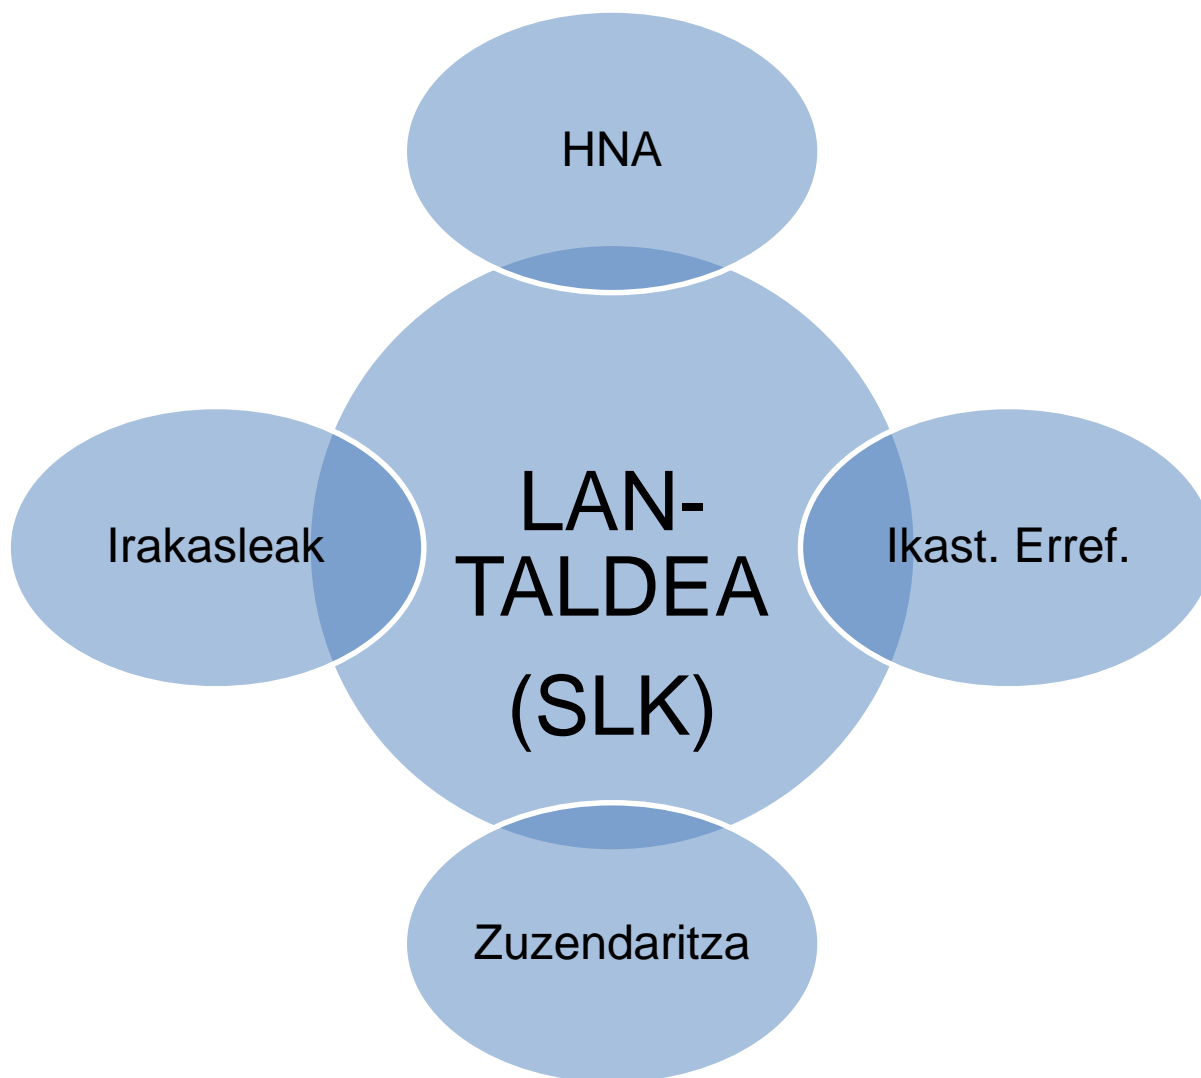 HNA
Irakasleak
LAN-
TALDEA
(SLK)
Ikast. Erref.
Zuzendaritza